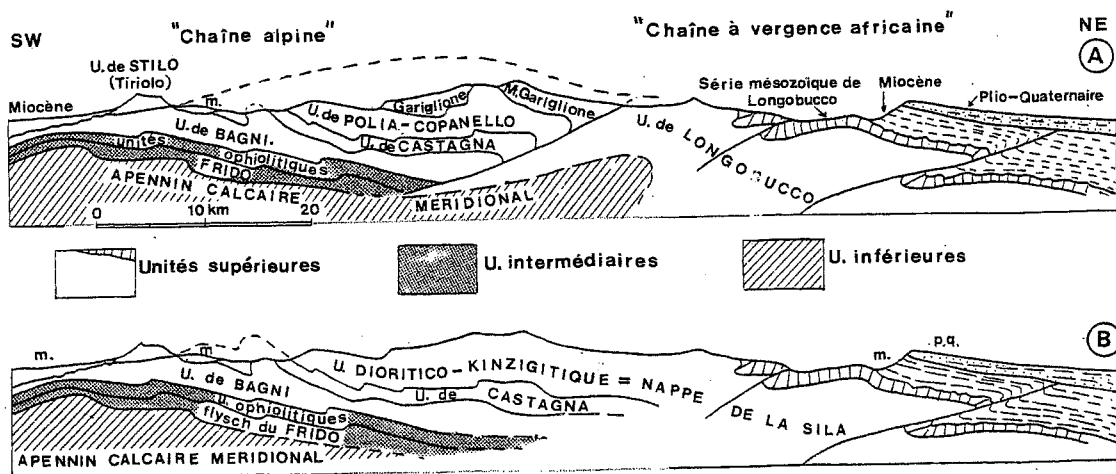 SW
"Chaîne alpine"
"Chaîne à vergence africaine"
NE
A
U. de STILO
(Tiriolo)
Miocène
m.
Gariglione
M.Gariglione
Série mésozoïque de
Longobucco
Miocène
Plio-Quaternaire
U. de POLIA-COPANELLO
U. de BAGNI.
U. de CASTAGNA
U. de LONGOBUCCO
unités ophiolitiques
FRIDO
APENNIN CALCAIRE MERIDIONAL
0 10 km 20
Unités supérieures
U. intermédiaires
U. inférieures
B
m.
m
m.
p.q.
U. DIORITICO-KINZIGITIQUE = NAPPE
DE LA SILA
U. de BAGNI
U. de CASTAGNA
u. ophiolitiques
flysch du FRIDO
APENNIN CALCAIRE MERIDIONAL